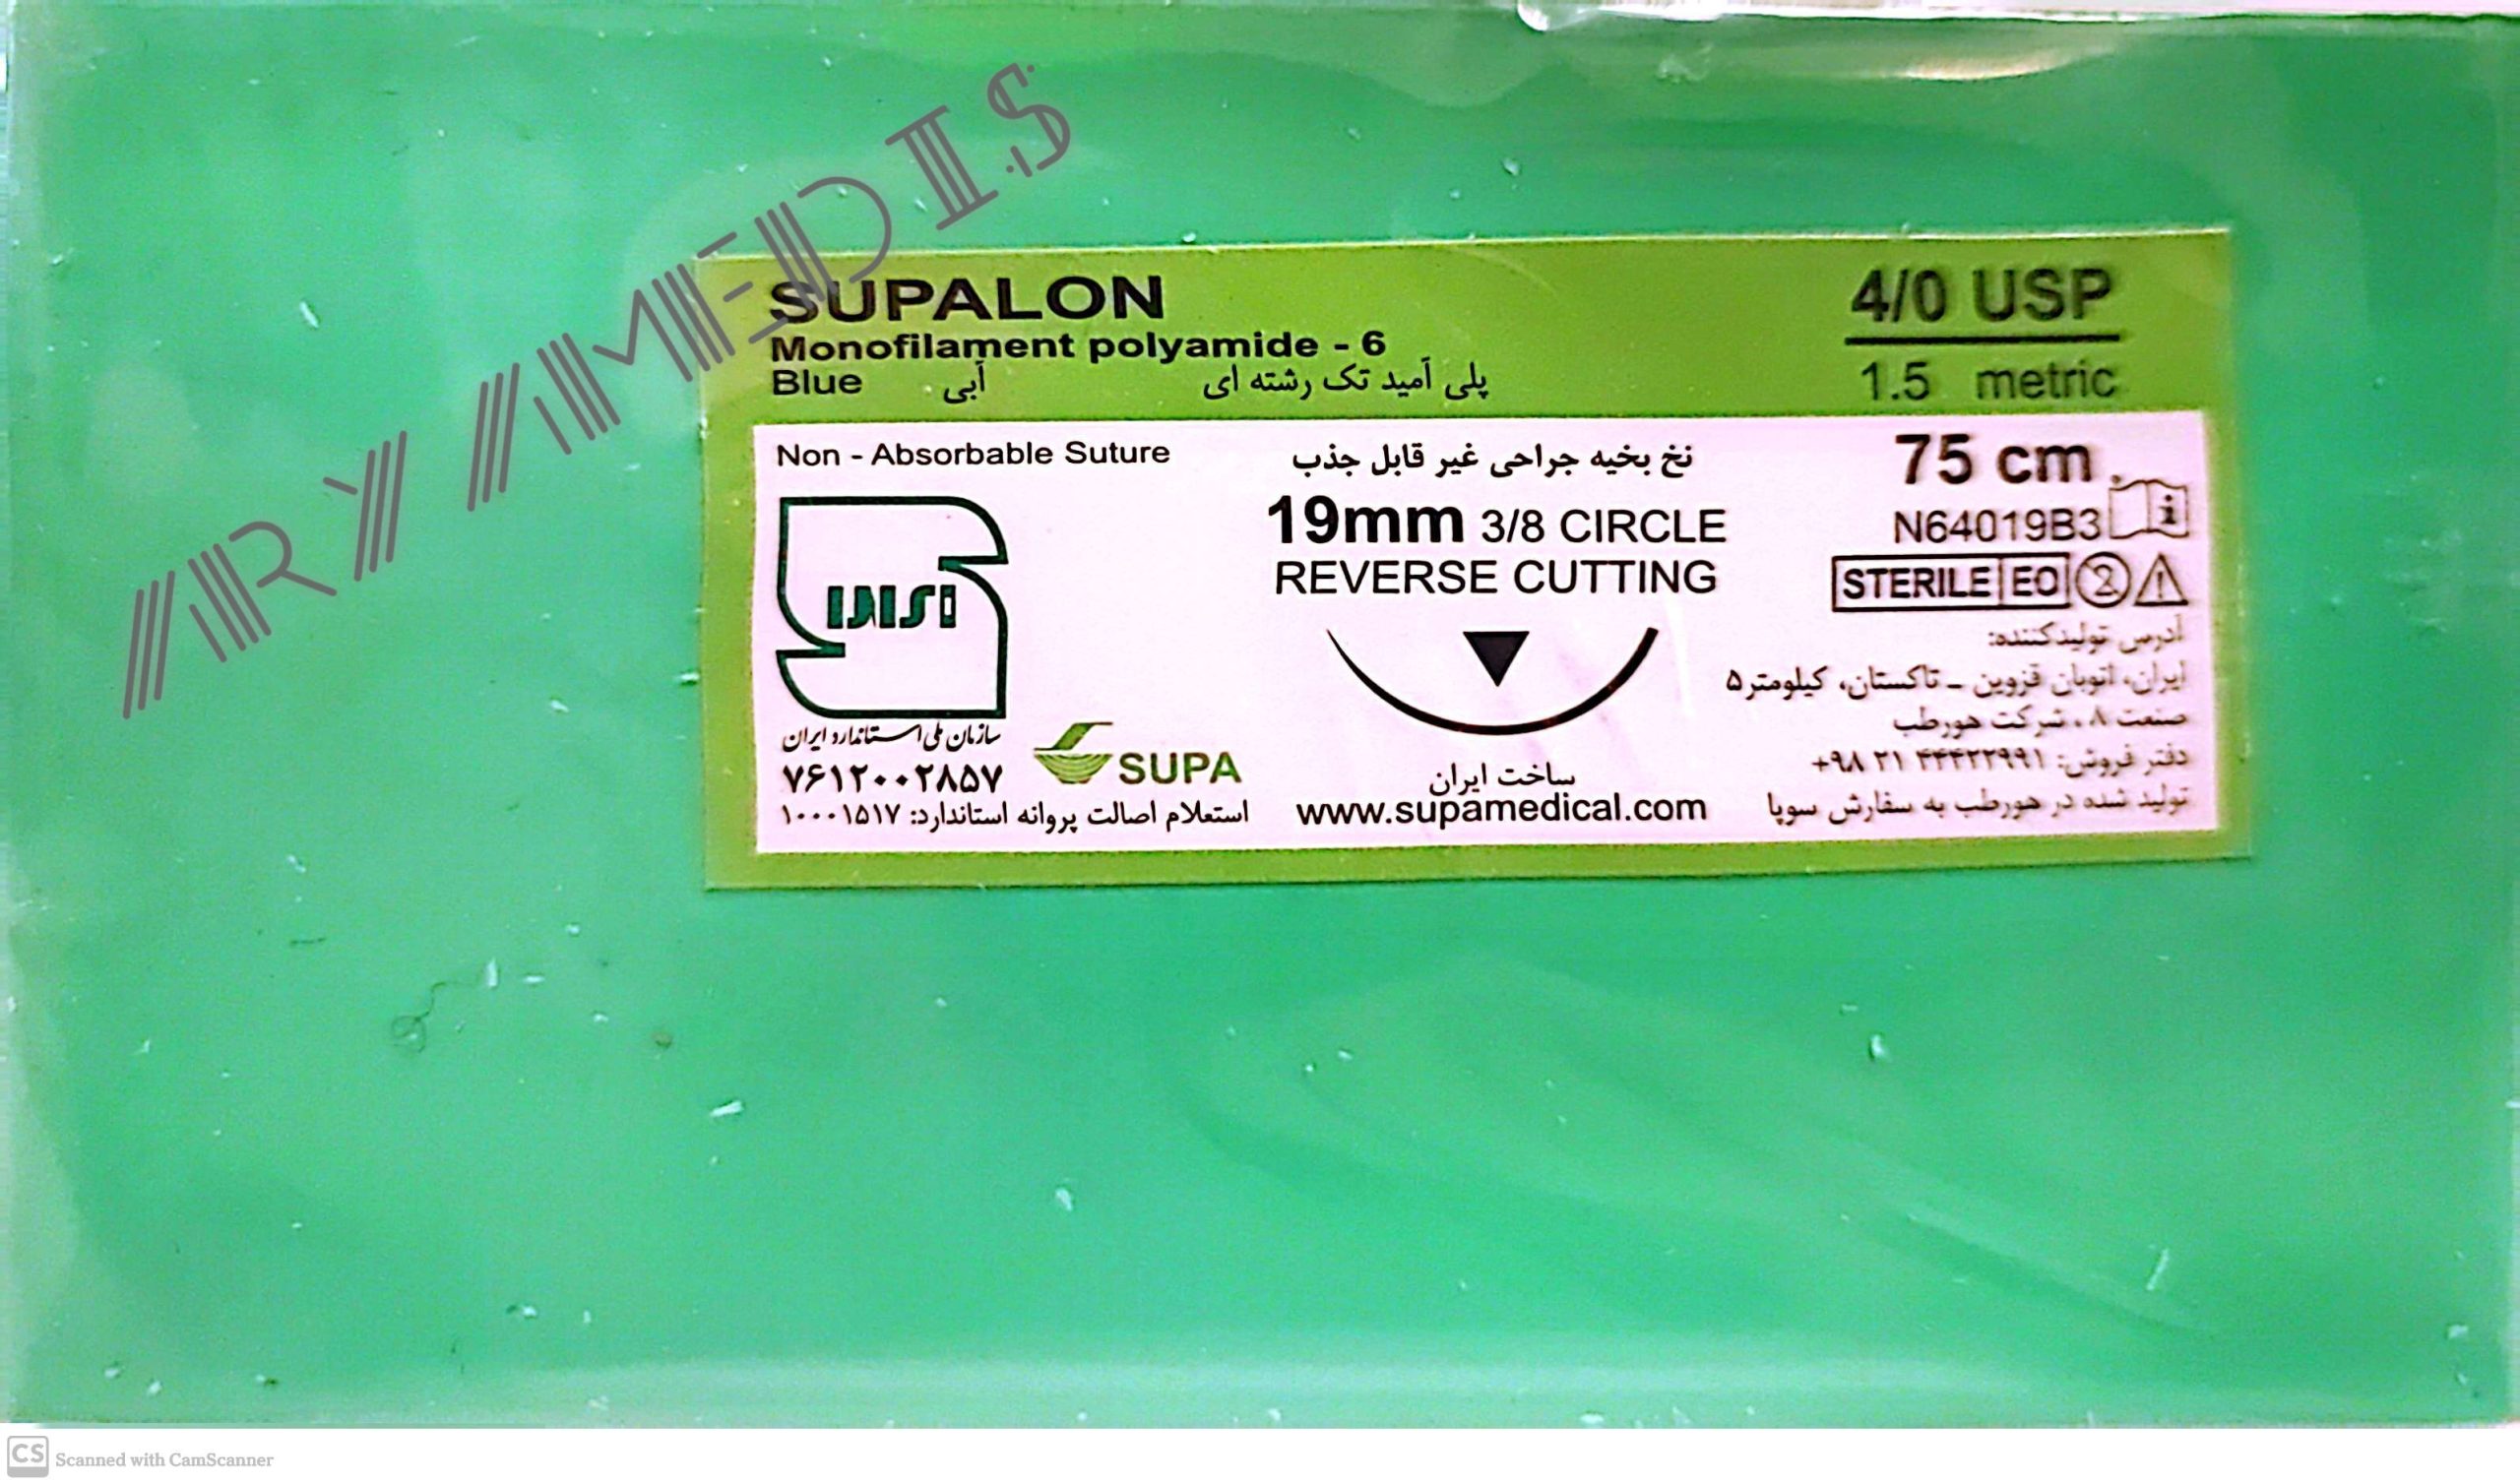 ARYAMEDIS
SUPALON
Monofilament polyamide - 6
Blue آبی پلی آمید تک رشته ای
4/0 USP
1.5 metric
Non - Absorbable Suture
نخ بخیه جراحی غیر قابل جذب
19mm 3/8 CIRCLE
REVERSE CUTTING
75 cm
N64019B3
STERILE EO 2
آدرس تولیدکننده:
ایران، اتوبان قزوین - تاکستان، کیلومتر ۵
صنعت ۸، شرکت هورطب
دفتر فروش: ۴۴۴۲۲۹۹۱ ۲۱ ۹۸+
تولید شده در هورطب به سفارش سوپا
سازمان ملی استاندارد ایران
۷۶۱۲۰۰۲۸۵۷
استعلام اصالت پروانه استاندارد: ۱۰۰۰۱۵۱۷
SUPA
ساخت ایران
www.supamedical.com
CS Scanned with CamScanner